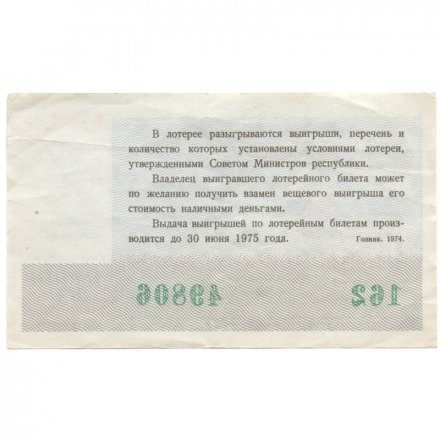 В лотерее разыгрываются выигрыши, перечень и
количество которых установлены условиями лотереи,
утвержденными Советом Министров республики.
Владелец выигравшего лотерейного билета может
по желанию получить взамен вещевого выигрыша его
стоимость наличными деньгами.
Выдача выигрышей по лотерейным билетам произ-
водится до 30 июня 1975 года. Гознак. 1974.
49806 162